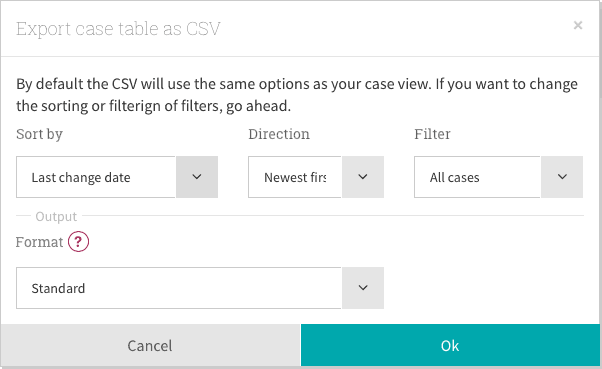 Export case table as CSV ×
By default the CSV will use the same options as your case view. If you want to change
the sorting or filterign of filters, go ahead.
Sort by Direction Filter
Last change date Newest firs All cases
Output
Format ?
Standard
Cancel Ok